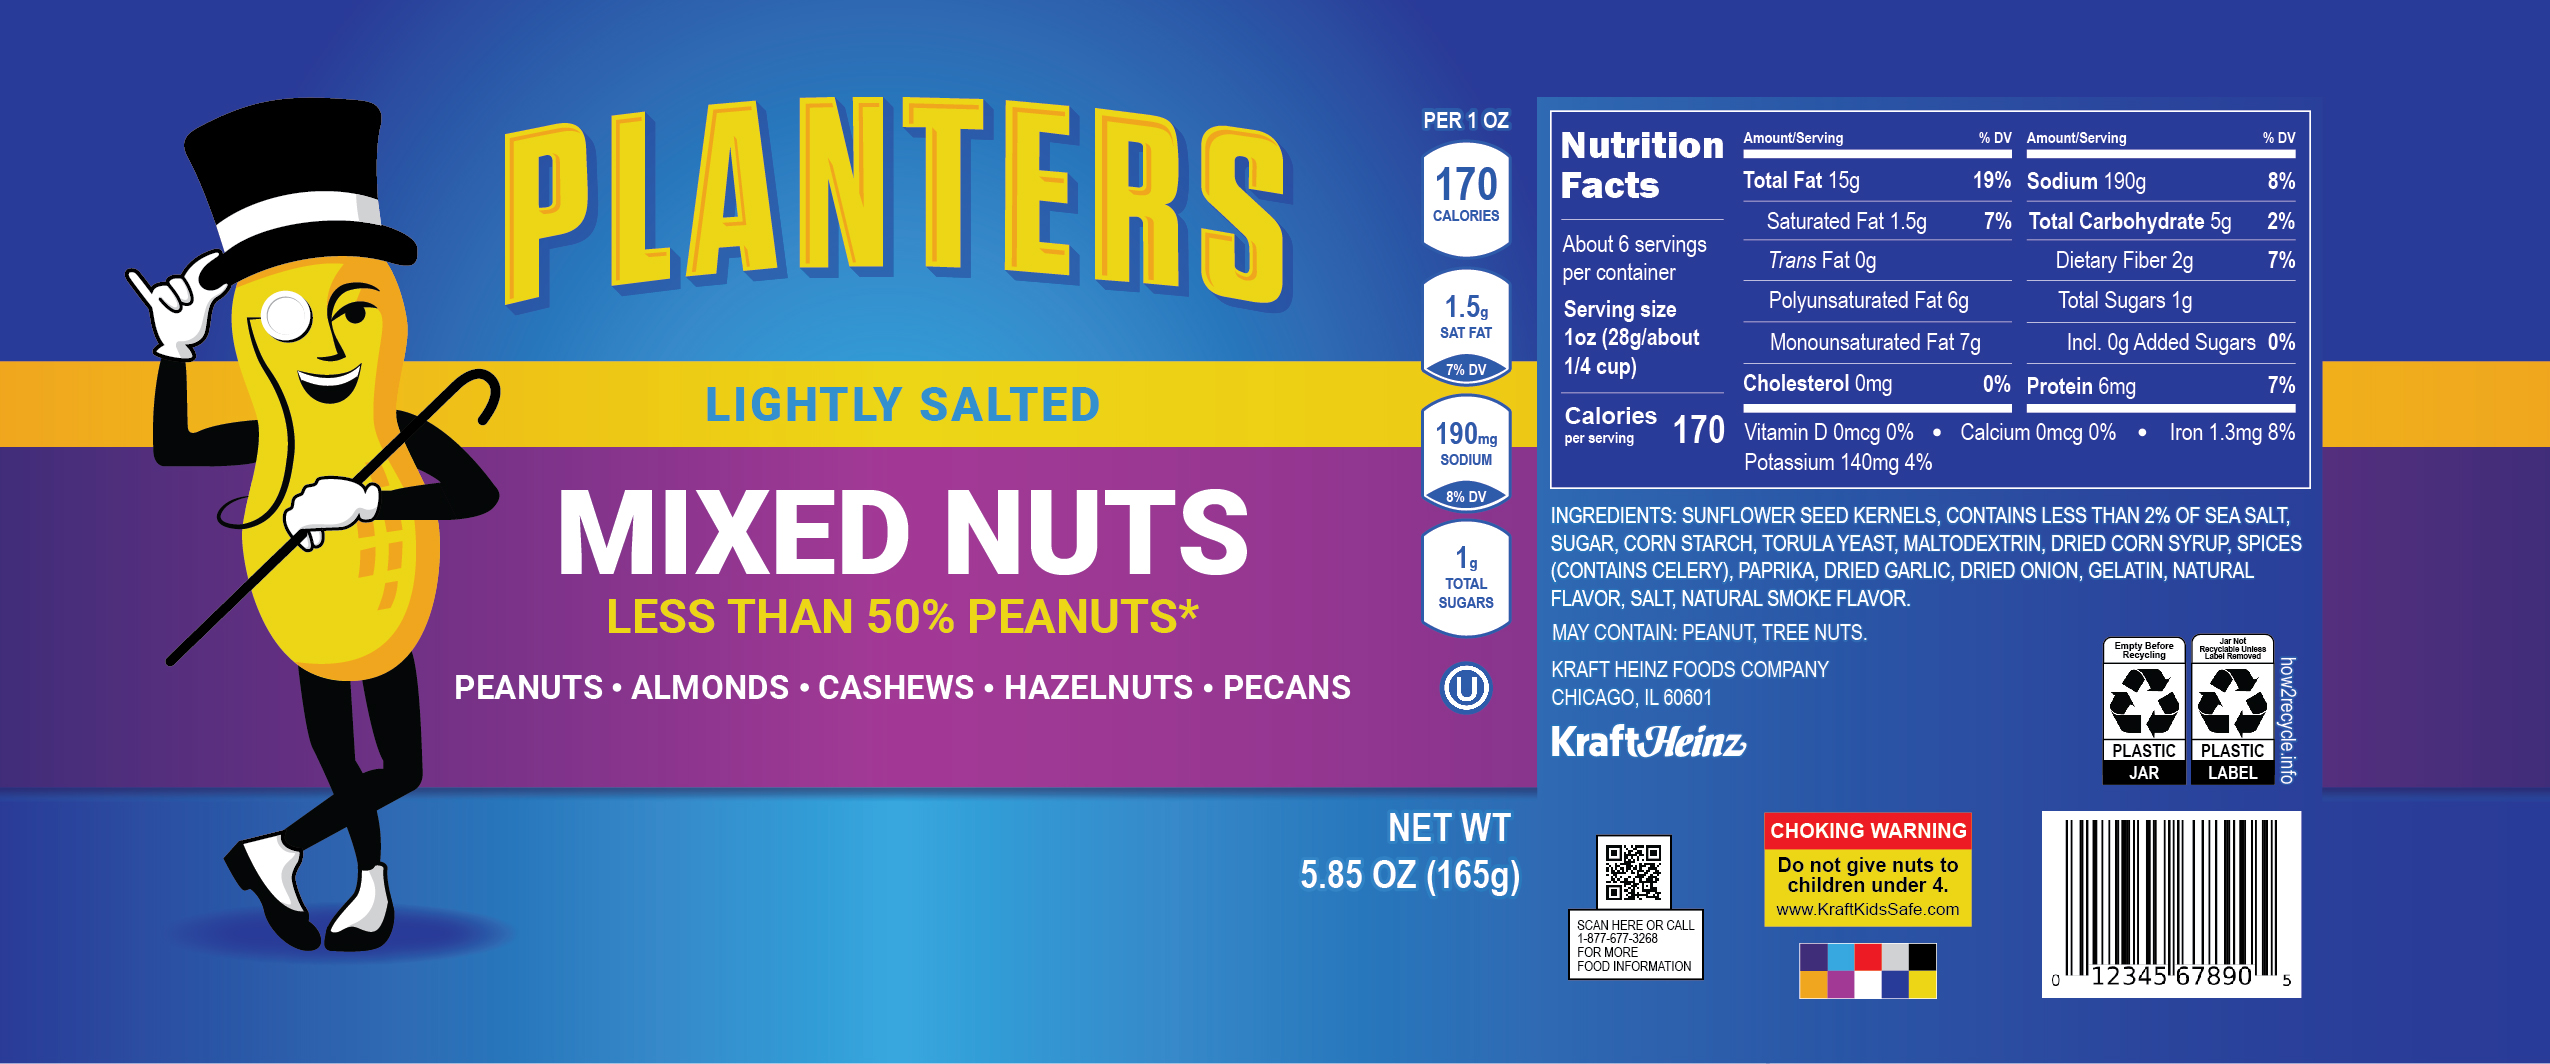 PLANTERS
LIGHTLY SALTED
MIXED NUTS
LESS THAN 50% PEANUTS*
PEANUTS • ALMONDS • CASHEWS • HAZELNUTS • PECANS
NET WT
5.85 OZ (165g)
PER 1 OZ
170
CALORIES
1.5g
SAT FAT
7% DV
190mg
SODIUM
8% DV
1g
TOTAL
SUGARS
U
Nutrition
Facts
About 6 servings
per container
Serving size
1oz (28g/about
1/4 cup)
Calories
per serving 170
Amount/Serving % DV
Total Fat 15g 19%
Saturated Fat 1.5g 7%
Trans Fat 0g
Polyunsaturated Fat 6g
Monounsaturated Fat 7g
Cholesterol 0mg 0%
Amount/Serving % DV
Sodium 190g 8%
Total Carbohydrate 5g 2%
Dietary Fiber 2g 7%
Total Sugars 1g
Incl. 0g Added Sugars 0%
Protein 6mg 7%
Vitamin D 0mcg 0% • Calcium 0mcg 0% • Iron 1.3mg 8%
Potassium 140mg 4%
INGREDIENTS: SUNFLOWER SEED KERNELS, CONTAINS LESS THAN 2% OF SEA SALT,
SUGAR, CORN STARCH, TORULA YEAST, MALTODEXTRIN, DRIED CORN SYRUP, SPICES
(CONTAINS CELERY), PAPRIKA, DRIED GARLIC, DRIED ONION, GELATIN, NATURAL
FLAVOR, SALT, NATURAL SMOKE FLAVOR.
MAY CONTAIN: PEANUT, TREE NUTS.
KRAFT HEINZ FOODS COMPANY
CHICAGO, IL 60601
KraftHeinz
Empty Before
Recycling
PLASTIC
JAR
Jar Not
Recyclable Unless
Label Removed
PLASTIC
LABEL
how2recycle.info
SCAN HERE OR CALL
1-877-677-3268
FOR MORE
FOOD INFORMATION
CHOKING WARNING
Do not give nuts to
children under 4.
www.KraftKidsSafe.com
0 12345 67890 5